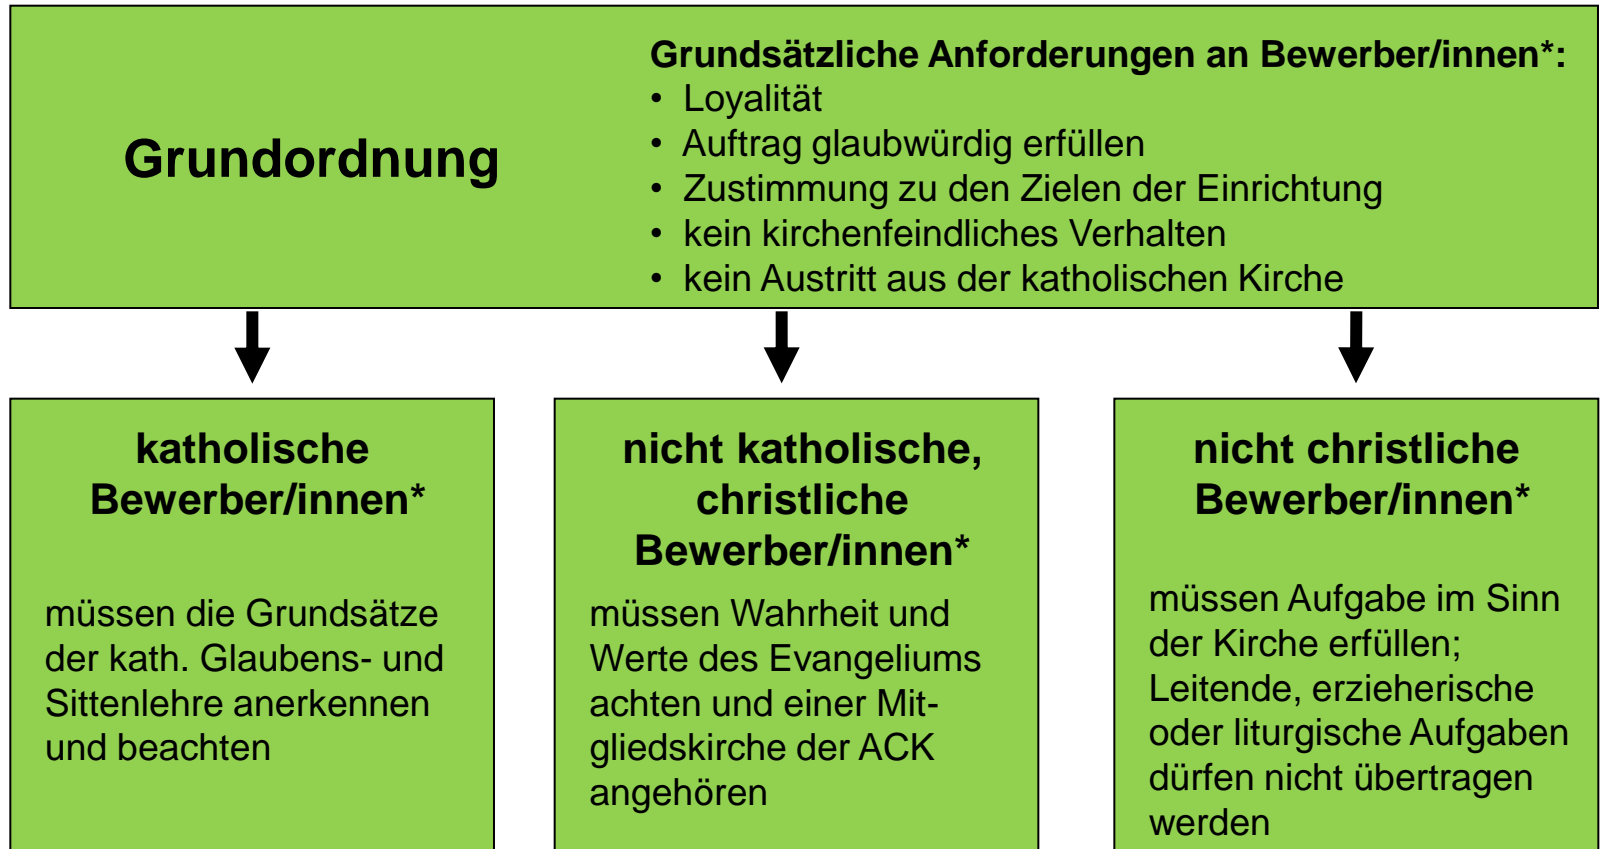 Grundordnung
Grundsätzliche Anforderungen an Bewerber/innen*:
• Loyalität
• Auftrag glaubwürdig erfüllen
• Zustimmung zu den Zielen der Einrichtung
• kein kirchenfeindliches Verhalten
• kein Austritt aus der katholischen Kirche
katholische
Bewerber/innen*
müssen die Grundsätze
der kath. Glaubens- und
Sittenlehre anerkennen
und beachten
nicht katholische,
christliche
Bewerber/innen*
müssen Wahrheit und
Werte des Evangeliums
achten und einer Mit-
gliedskirche der ACK
angehören
nicht christliche
Bewerber/innen*
müssen Aufgabe im Sinn
der Kirche erfüllen;
Leitende, erzieherische
oder liturgische Aufgaben
dürfen nicht übertragen
werden